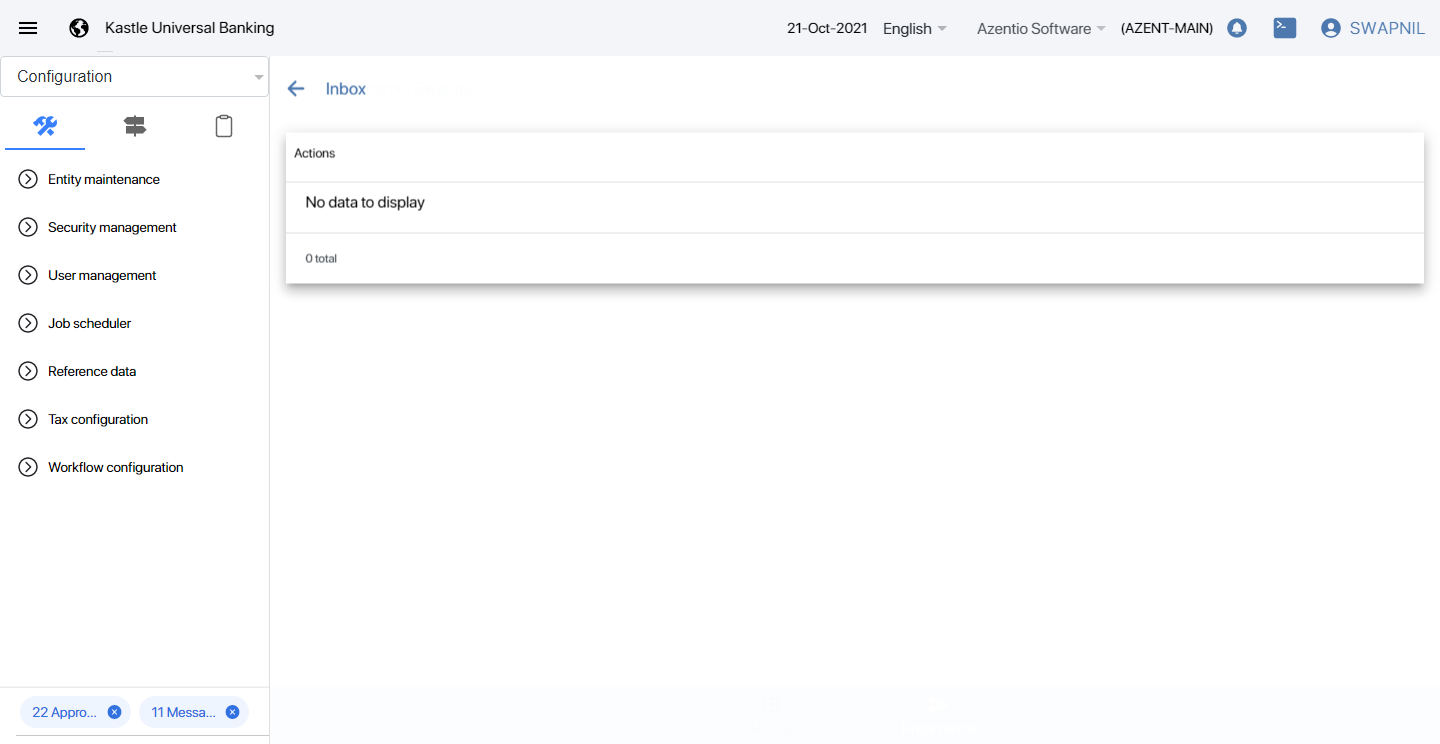 Kastle Universal Banking
21-Oct-2021 English Azentio Software (AZENT-MAIN) SWAPNIL
Configuration
Inbox
Actions
No data to display
0 total
Entity maintenance
Security management
User management
Job scheduler
Reference data
Tax configuration
Workflow configuration
22 Appro... 11 Messa...